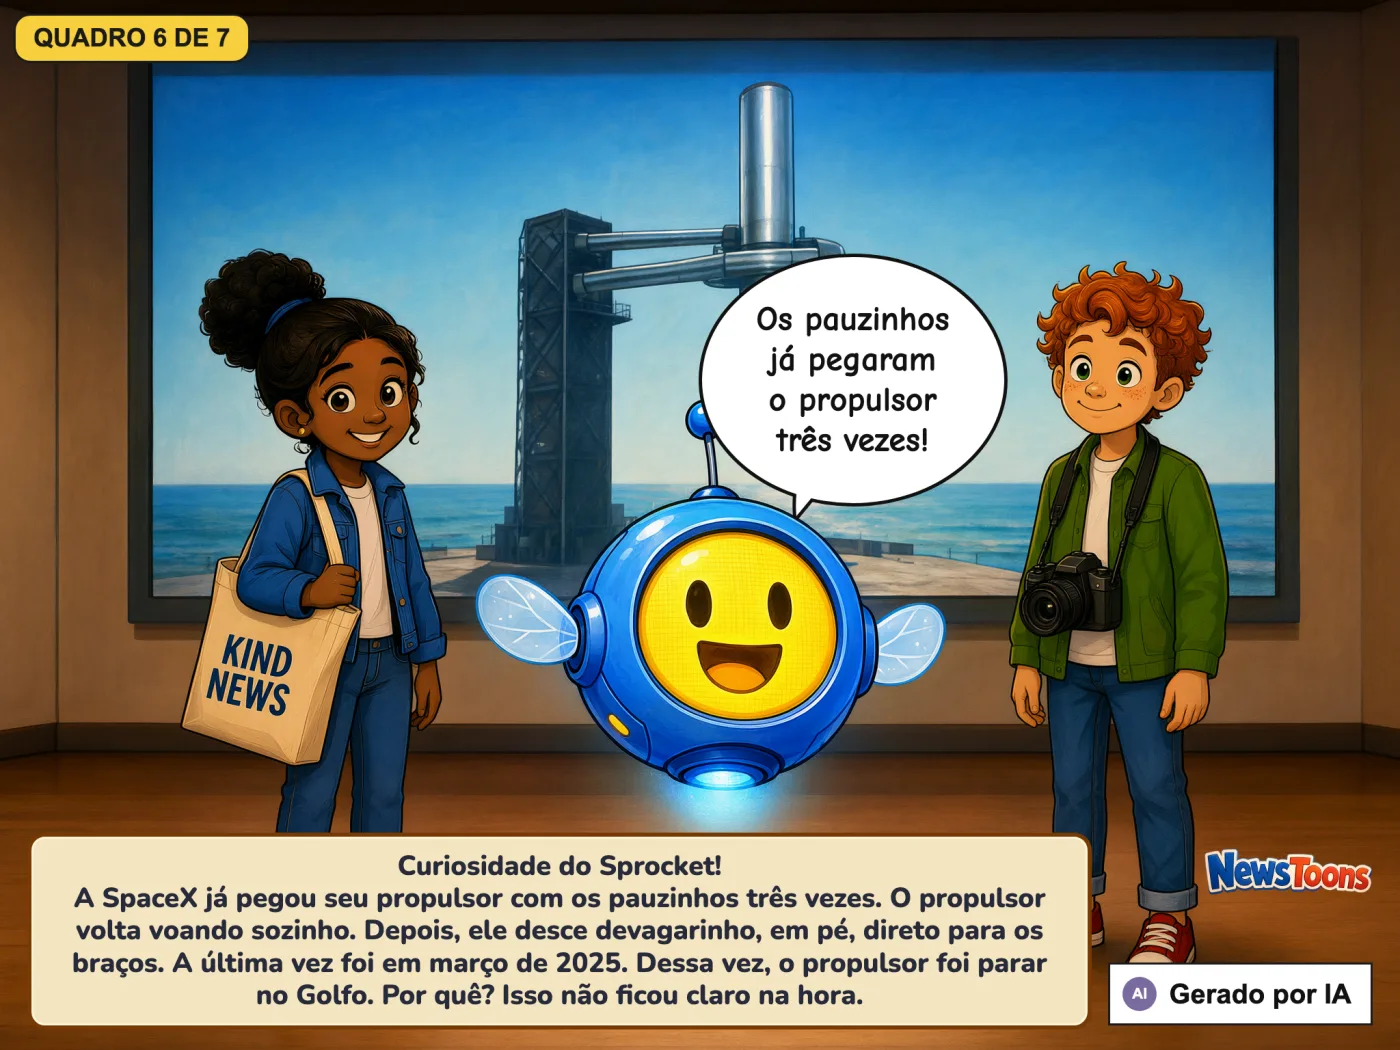 QUADRO 6 DE 7
Os pauzinhos
já pegaram
o propulsor
três vezes!
KIND
NEWS
Curiosidade do Sprocket!
A SpaceX já pegou seu propulsor com os pauzinhos três vezes. O propulsor
volta voando sozinho. Depois, ele desce devagarinho, em pé, direto para os
braços. A última vez foi em março de 2025. Dessa vez, o propulsor foi parar
no Golfo. Por quê? Isso não ficou claro na hora.
NewsToons
AI Gerado por IA